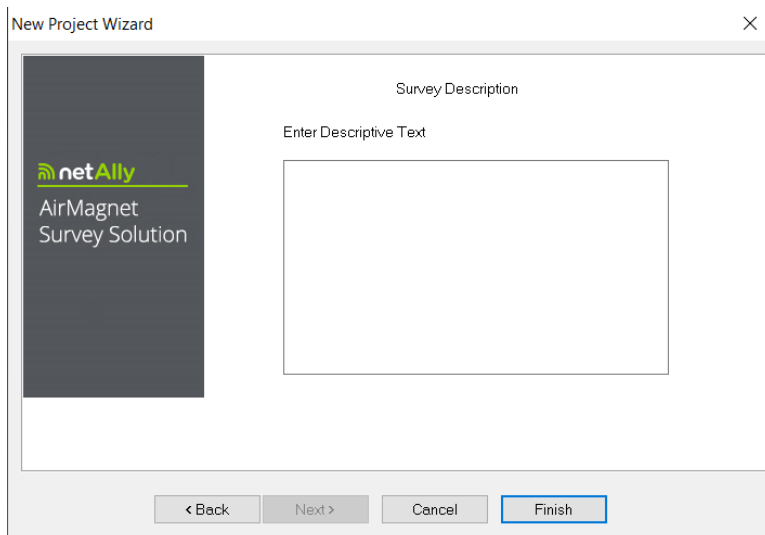 New Project Wizard
netAlly
AirMagnet
Survey Solution
Survey Description
Enter Descriptive Text
< Back
Next >
Cancel
Finish